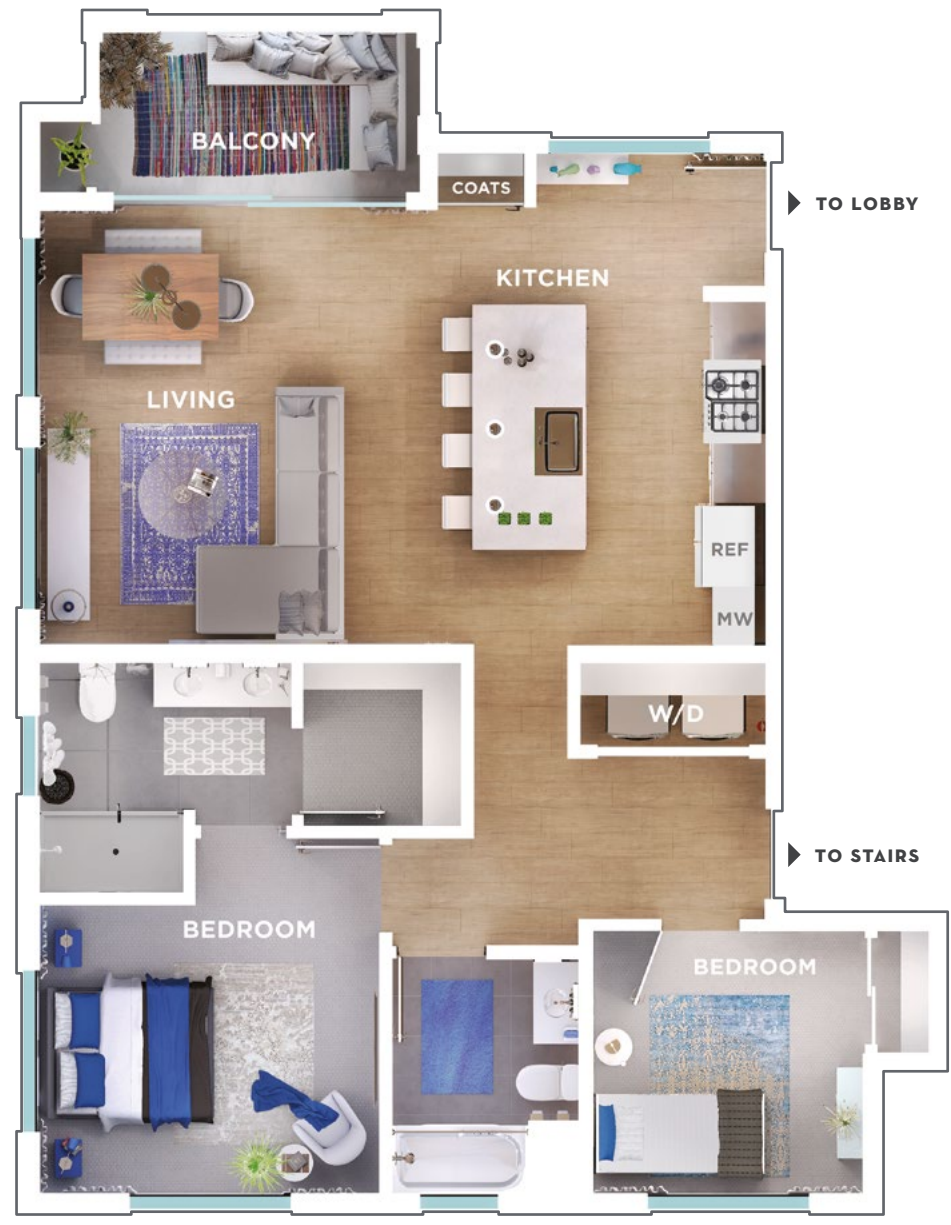 BALCONY
COATS
TO LOBBY
KITCHEN
LIVING
REF
MW
W/D
TO STAIRS
BEDROOM
BEDROOM